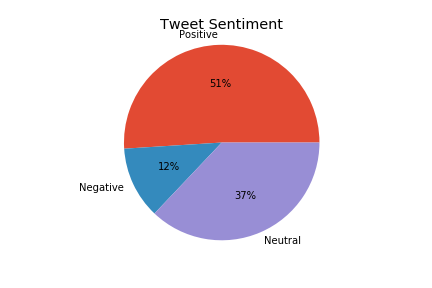 Tweet Sentiment
Positive
51%
12%
Negative
37%
Neutral